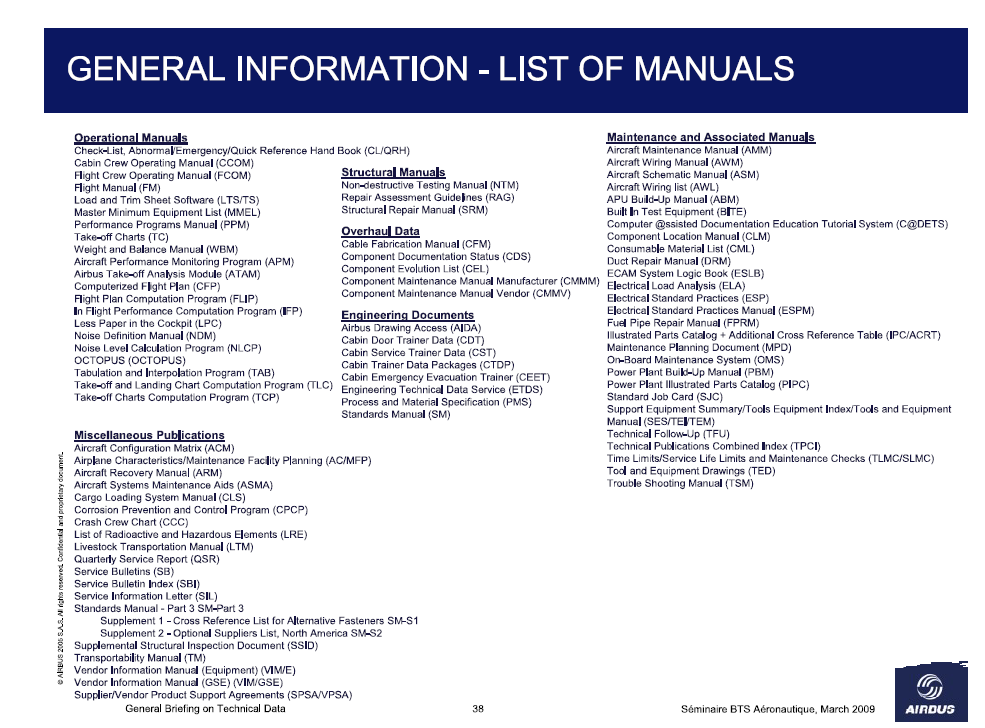 GENERAL INFORMATION - LIST OF MANUALS
Operational Manuals
Check-List, Abnormal/Emergency/Quick Reference Hand Book (CL/QRH)
Cabin Crew Operating Manual (CCOM)
Flight Crew Operating Manual (FCOM)
Flight Manual (FM)
Load and Trim Sheet Software (LTS/TS)
Master Minimum Equipment List (MMEL)
Performance Programs Manual (PPM)
Take-off Charts (TC)
Weight and Balance Manual (WBM)
Aircraft Performance Monitoring Program (APM)
Airbus Take-off Analysis Module (ATAM)
Computerized Flight Plan (CFP)
Flight Plan Computation Program (FLIP)
In Flight Performance Computation Program (IFP)
Less Paper in the Cockpit (LPC)
Noise Definition Manual (NDM)
Noise Level Calculation Program (NLCP)
OCTOPUS (OCTOPUS)
Tabulation and Interpolation Program (TAB)
Take-off and Landing Chart Computation Program (TLC)
Take-off Charts Computation Program (TCP)
Miscellaneous Publications
Aircraft Configuration Matrix (ACM)
Airplane Characteristics/Maintenance Facility Planning (AC/MFP)
Aircraft Recovery Manual (ARM)
Aircraft Systems Maintenance Aids (ASMA)
Cargo Loading System Manual (CLS)
Corrosion Prevention and Control Program (CPCP)
Crash Crew Chart (CCC)
List of Radioactive and Hazardous Elements (LRE)
Livestock Transportation Manual (LTM)
Quarterly Service Report (QSR)
Service Bulletins (SB)
Service Bulletin Index (SBI)
Service Information Letter (SIL)
Standards Manual - Part 3 SM-Part 3
Supplement 1 - Cross Reference List for Alternative Fasteners SM-S1
Supplement 2 - Optional Suppliers List, North America SM-S2
Supplemental Structural Inspection Document (SSID)
Transportability Manual (TM)
Vendor Information Manual (Equipment) (VIM/E)
Vendor Information Manual (GSE) (VIM/GSE)
Supplier/Vendor Product Support Agreements (SPSA/VPSA)
Structural Manuals
Non-destructive Testing Manual (NTM)
Repair Assessment Guidelines (RAG)
Structural Repair Manual (SRM)
Overhaul Data
Cable Fabrication Manual (CFM)
Component Documentation Status (CDS)
Component Evolution List (CEL)
Component Maintenance Manual Manufacturer (CMMM)
Component Maintenance Manual Vendor (CMMV)
Engineering Documents
Airbus Drawing Access (AIDA)
Cabin Door Trainer Data (CDT)
Cabin Service Trainer Data (CST)
Cabin Trainer Data Packages (CTDP)
Cabin Emergency Evacuation Trainer (CEET)
Engineering Technical Data Service (ETDS)
Process and Material Specification (PMS)
Standards Manual (SM)
Maintenance and Associated Manuals
Aircraft Maintenance Manual (AMM)
Aircraft Wiring Manual (AWM)
Aircraft Schematic Manual (ASM)
Aircraft Wiring list (AWL)
APU Build-Up Manual (ABM)
Built In Test Equipment (BITE)
Computer @ssisted Documentation Education Tutorial System (C@DETS)
Component Location Manual (CLM)
Consumable Material List (CML)
Duct Repair Manual (DRM)
ECAM System Logic Book (ESLB)
Electrical Load Analysis (ELA)
Electrical Standard Practices (ESP)
Electrical Standard Practices Manual (ESPM)
Fuel Pipe Repair Manual (FPRM)
Illustrated Parts Catalog + Additional Cross Reference Table (IPC/ACRT)
Maintenance Planning Document (MPD)
On-Board Maintenance System (OMS)
Power Plant Build-Up Manual (PBM)
Power Plant Illustrated Parts Catalog (PIPC)
Standard Job Card (SJC)
Support Equipment Summary/Tools Equipment Index/Tools and Equipment
Manual (SES/TEI/TEM)
Technical Follow-Up (TFU)
Technical Publications Combined Index (TPCI)
Time Limits/Service Life Limits and Maintenance Checks (TLMC/SLMC)
Tool and Equipment Drawings (TED)
Trouble Shooting Manual (TSM)
© AIRBUS 2008 S.A.S. All rights reserved. Confidential and proprietary document.
General Briefing on Technical Data
38
Séminaire BTS Aéronautique, March 2009
AIRBUS